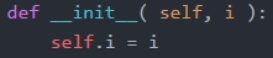 def __init__( self, i ):
    self.i = i